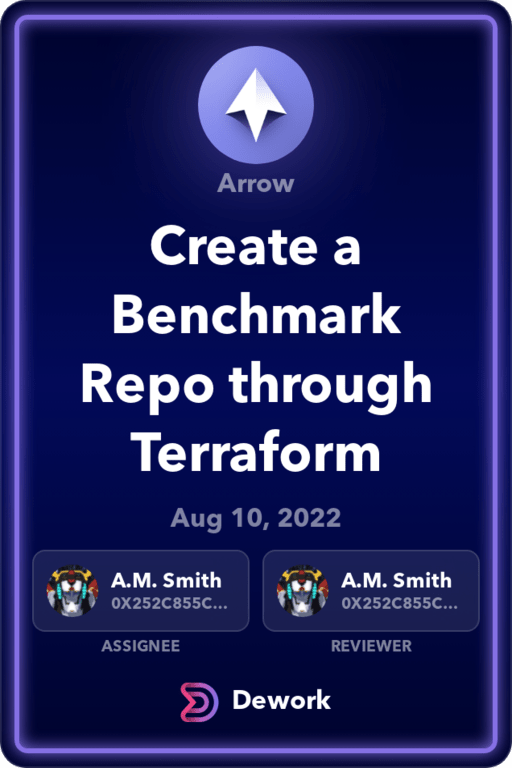 Arrow
Create a
Benchmark
Repo through
Terraform
Aug 10, 2022
A.M. Smith
0X252C855C...
ASSIGNEE
A.M. Smith
0X252C855C...
REVIEWER
Dework